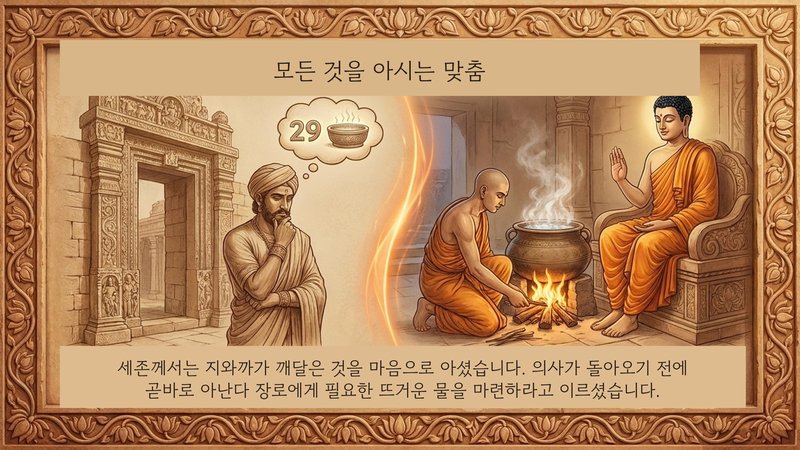 모든 것을 아시는 맞춤
29
세존께서는 지와까가 깨달은 것을 마음으로 아셨습니다. 의사가 돌아오기 전에
곧바로 아난다 장로에게 필요한 뜨거운 물을 마련하라고 이르셨습니다.